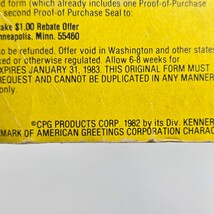 d form (which already includes one Proof-of-Purchase
second Proof-of Purchase Seal to:
ake $1.00 Rebate Offer
nneapolis, Minn. 55460
to be refunded. Offer void in Washington and other states
d or otherwise regulated. Allow 6-8 weeks for
EXPIRES JANUARY 31, 1983. THIS ORIGINAL FORM MUST
REQUEST AND CANNOT BE DUPLICATED IN ANY MANNER
©CPG PRODUCTS CORP. 1982 by its Div. KENNER
MARK OF AMERICAN GREETINGS CORPORATION CHARAC